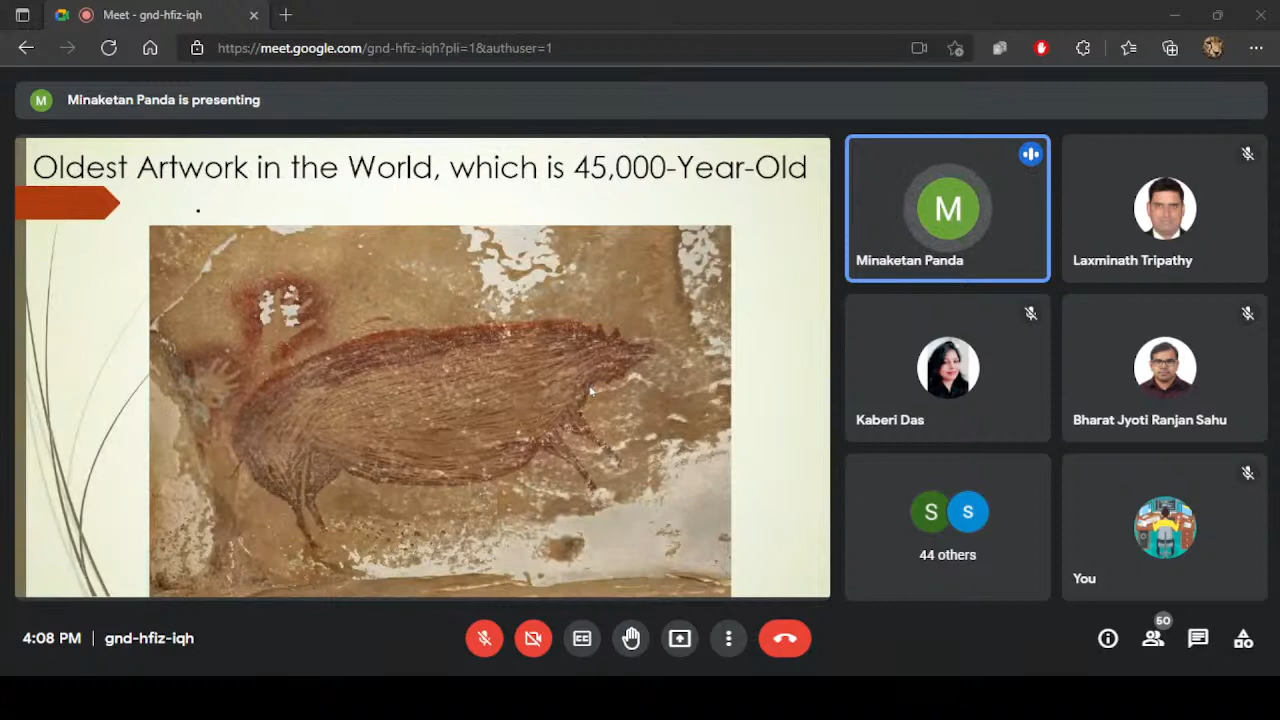 Meet - gnd-hfiz-iqh
https://meet.google.com/gnd-hfiz-iqh?pli=1&authuser=1
M
Minaketan Panda is presenting
Oldest Artwork in the World, which is 45,000-Year-Old
.
M
Minaketan Panda
Laxminath Tripathy
Kaberi Das
Bharat Jyoti Ranjan Sahu
S
s
44 others
You
4:08 PM
gnd-hfiz-iqh
CC
50